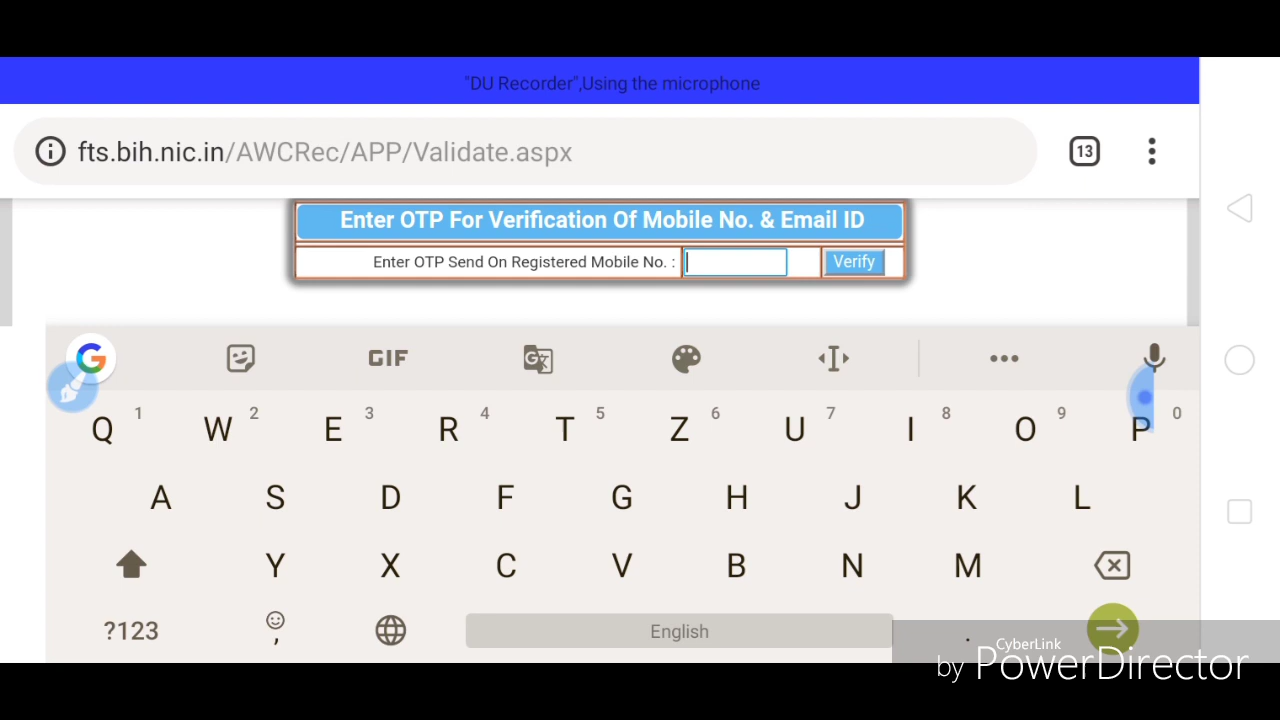 "DU Recorder",Using the microphone
fts.bih.nic.in/AWCRec/APP/Validate.aspx
13
Enter OTP For Verification Of Mobile No. & Email ID
Enter OTP Send On Registered Mobile No. :
Verify
G GIF G
Q 1 W 2 E 3 R 4 T 5 Z 6 U 7 I 8 O 9 P 0
A S D F G H J K L
Y X C V B N M
?123 , English .
CyberLink
by PowerDirector